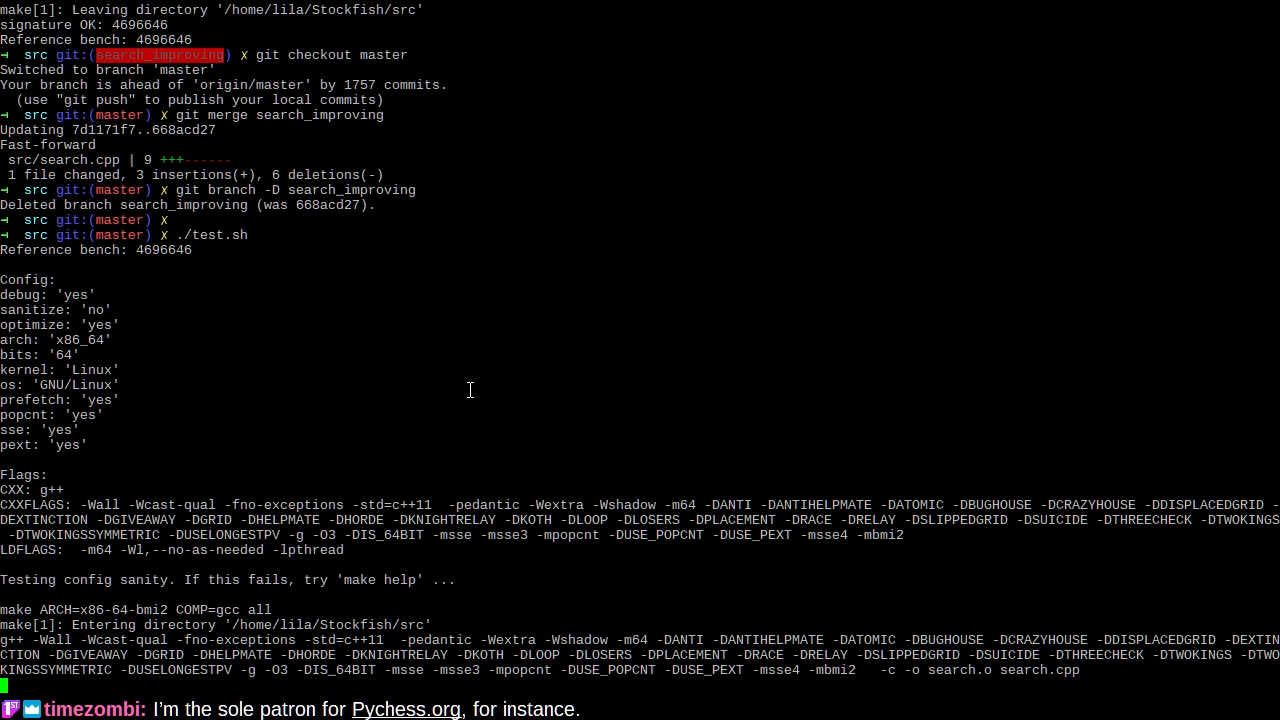 make[1]: Leaving directory '/home/lila/Stockfish/src'
signature OK: 4696646
Reference bench: 4696646
→ src git:(search_improving) ✗ git checkout master
Switched to branch 'master'
Your branch is ahead of 'origin/master' by 1757 commits.
  (use "git push" to publish your local commits)
→ src git:(master) ✗ git merge search_improving
Updating 7d1171f7..668acd27
Fast-forward
 src/search.cpp | 9 +++------
 1 file changed, 3 insertions(+), 6 deletions(-)
→ src git:(master) ✗ git branch -D search_improving
Deleted branch search_improving (was 668acd27).
→ src git:(master) ✗
→ src git:(master) ✗ ./test.sh
Reference bench: 4696646
Config:
debug: 'yes'
sanitize: 'no'
optimize: 'yes'
arch: 'x86_64'
bits: '64'
kernel: 'Linux'
os: 'GNU/Linux'
prefetch: 'yes'
popcnt: 'yes'
sse: 'yes'
pext: 'yes'
Flags:
CXX: g++
CXXFLAGS: -Wall -Wcast-qual -fno-exceptions -std=c++11  -pedantic -Wextra -Wshadow -m64 -DANTI -DANTIHELPMATE -DATOMIC -DBUGHOUSE -DCRAZYHOUSE -DDISPLACEDGRID -
DEXTINCTION -DGIVEAWAY -DGRID -DHELPMATE -DHORDE -DKNIGHTRELAY -DKOTH -DLOOP -DLOSERS -DPLACEMENT -DRACE -DRELAY -DSLIPPEDGRID -DSUICIDE -DTHREECHECK -DTWOKINGS
 -DTWOKINGSSYMMETRIC -DUSELONGESTPV -g -O3 -DIS_64BIT -msse -msse3 -mpopcnt -DUSE_POPCNT -DUSE_PEXT -msse4 -mbmi2
LDFLAGS:  -m64 -Wl,--no-as-needed -lpthread
Testing config sanity. If this fails, try 'make help' ...
make ARCH=x86-64-bmi2 COMP=gcc all
make[1]: Entering directory '/home/lila/Stockfish/src'
g++ -Wall -Wcast-qual -fno-exceptions -std=c++11  -pedantic -Wextra -Wshadow -m64 -DANTI -DANTIHELPMATE -DATOMIC -DBUGHOUSE -DCRAZYHOUSE -DDISPLACEDGRID -DEXTIN
CTION -DGIVEAWAY -DGRID -DHELPMATE -DHORDE -DKNIGHTRELAY -DKOTH -DLOOP -DLOSERS -DPLACEMENT -DRACE -DRELAY -DSLIPPEDGRID -DSUICIDE -DTHREECHECK -DTWOKINGS -DTWO
KINGSSYMMETRIC -DUSELONGESTPV -g -O3 -DIS_64BIT -msse -msse3 -mpopcnt -DUSE_POPCNT -DUSE_PEXT -msse4 -mbmi2   -c -o search.o search.cpp
1ST timezombi: I'm the sole patron for Pychess.org, for instance.